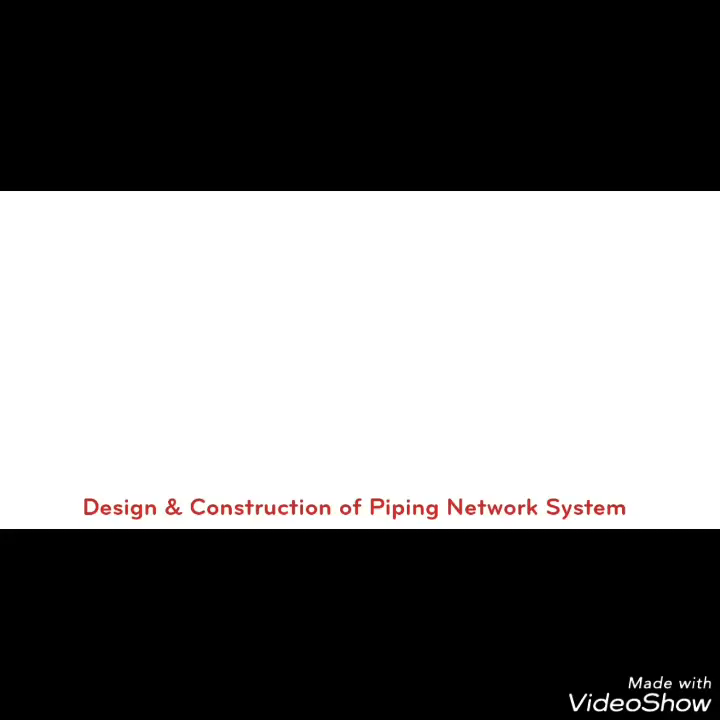 Design & Construction of Piping Network System
Made with
VideoShow